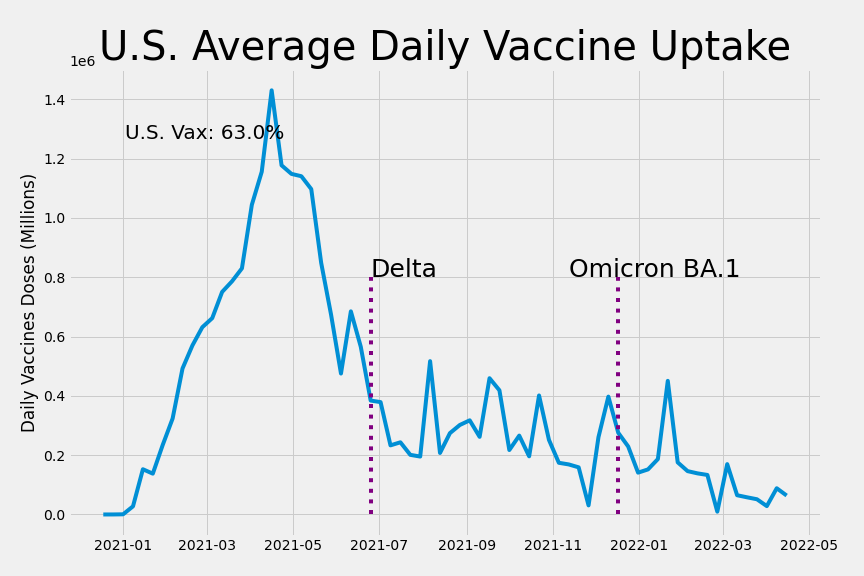 U.S. Average Daily Vaccine Uptake
1e6
1.4
U.S. Vax: 63.0%
1.2
1.0
Delta
Omicron BA.1
0.8
0.6
0.4
0.2
0.0
Daily Vaccines Doses (Millions)
2021-01 2021-03 2021-05 2021-07 2021-09 2021-11 2022-01 2022-03 2022-05